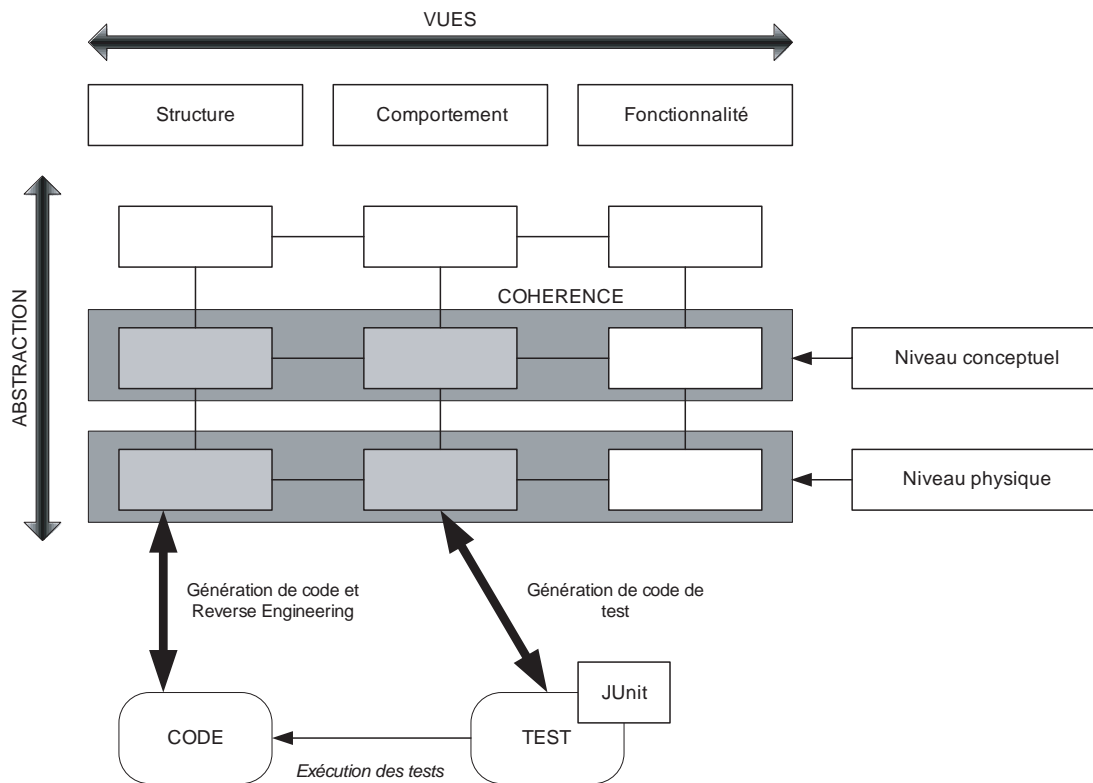 VUES
Structure
Comportement
Fonctionnalité
ABSTRACTION
COHERENCE
Niveau conceptuel
Niveau physique
Génération de code et
Reverse Engineering
Génération de code de
test
JUnit
CODE
TEST
Exécution des tests